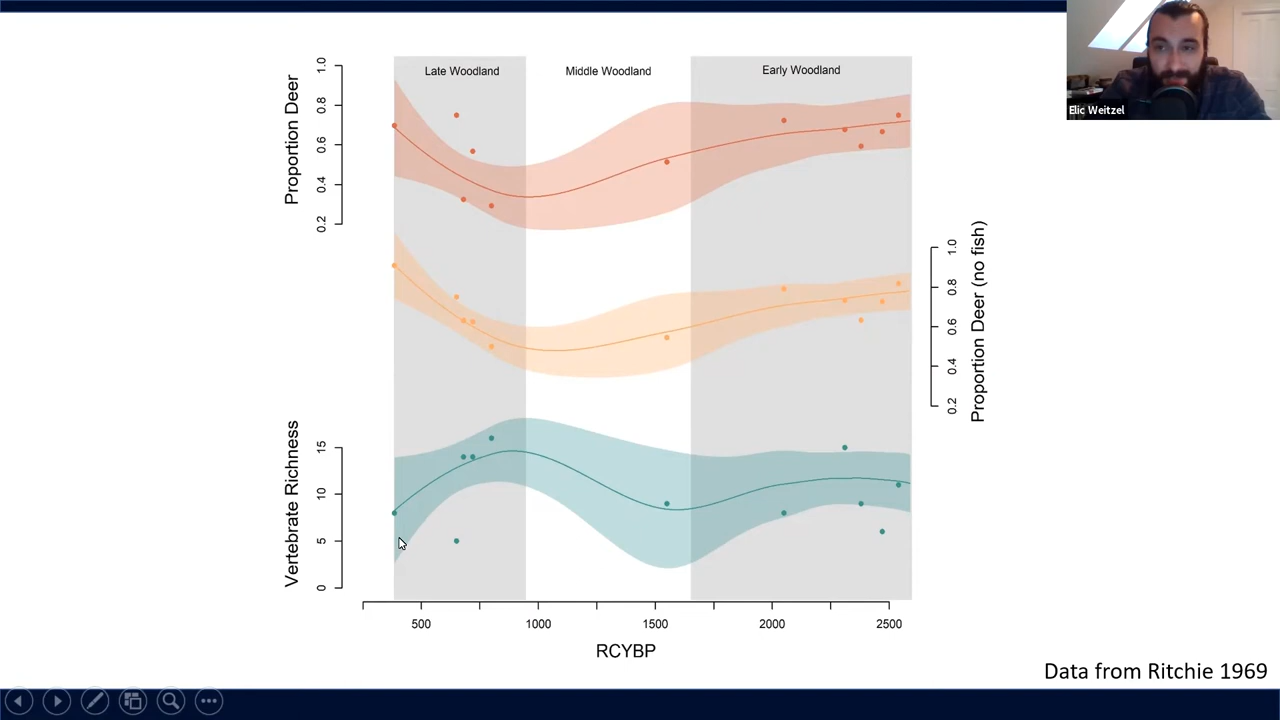 Late Woodland
Middle Woodland
Early Woodland
Elic Weitzel
Proportion Deer
1.0
0.8
0.6
0.4
0.2
Proportion Deer (no fish)
1.0
0.8
0.6
0.4
0.2
Vertebrate Richness
15
10
5
0
500
1000
1500
2000
2500
RCYBP
Data from Ritchie 1969